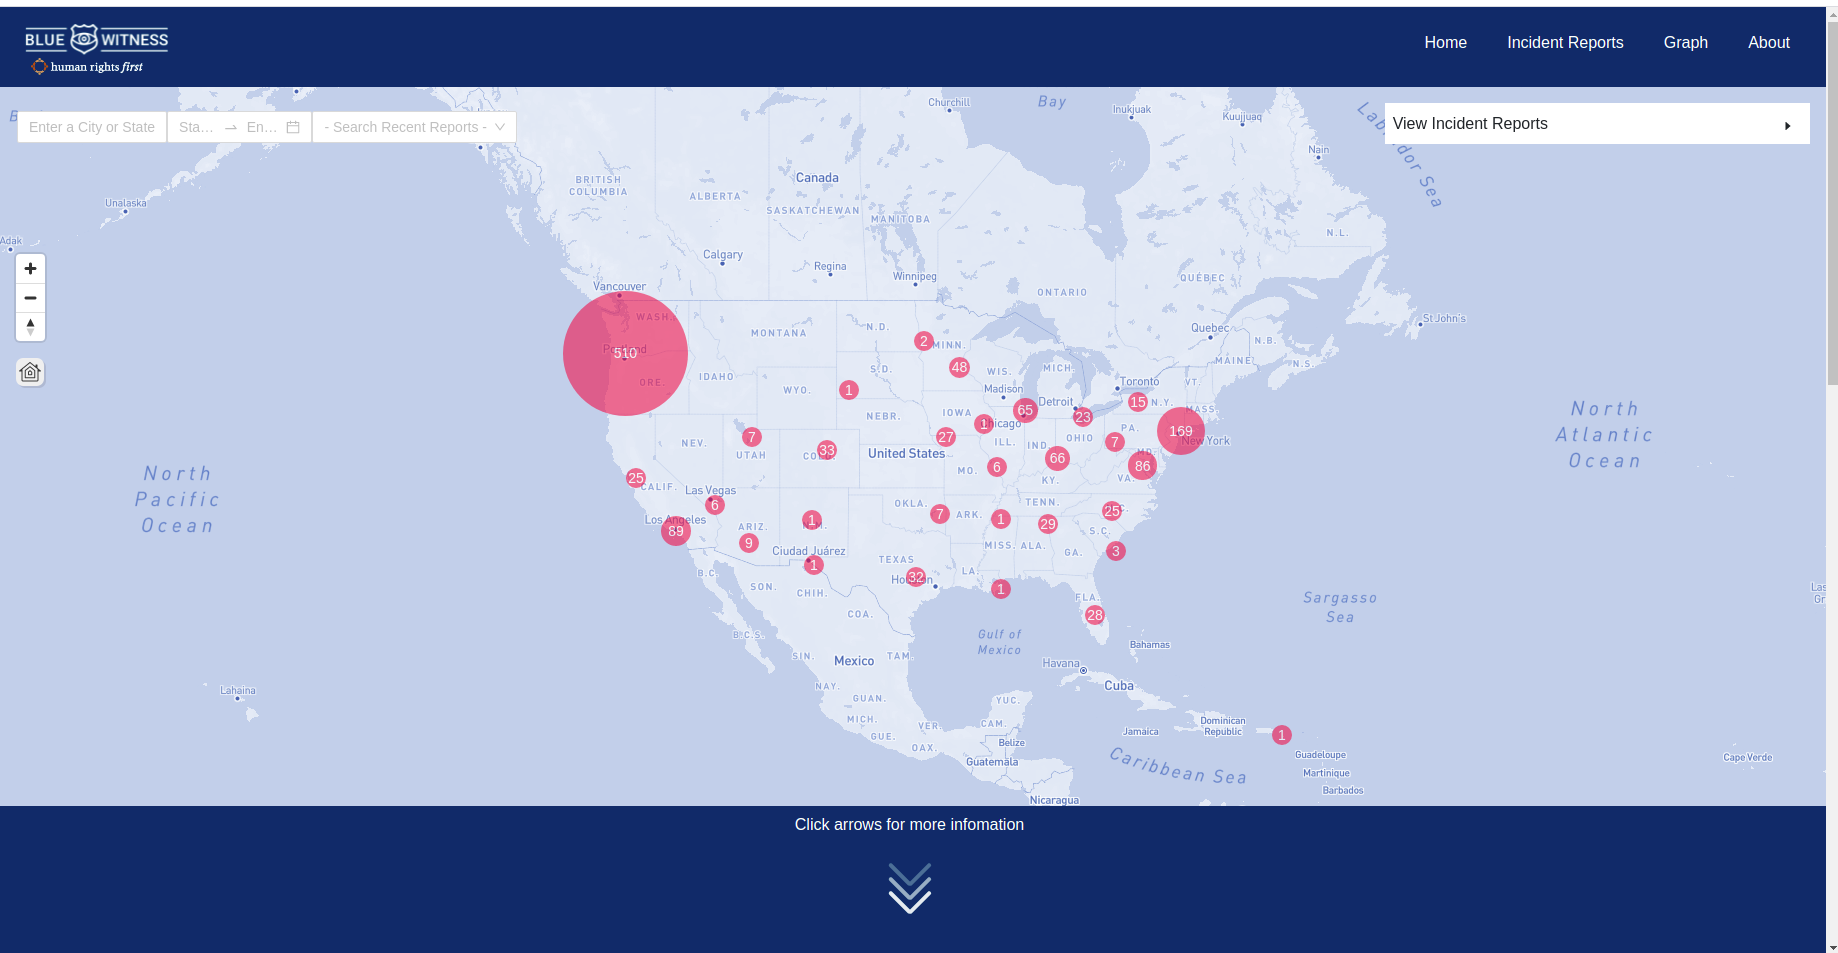 BLUE WITNESS
human rights first
Home
Incident Reports
Graph
About
Enter a City or State
Sta...
En...
- Search Recent Reports -
View Incident Reports
Churchill
Bay
Inukjuak
Kuujjuaq
Labrador Sea
Nain
BRITISH
COLUMBIA
Canada
ALBERTA
SASKATCHEWAN
MANITOBA
Unalaska
Adak
N.L.
Calgary
Regina
Winnipeg
QUÉBEC
Vancouver
ONTARIO
WASH.
MONTANA
N.D.
2
MINN.
Quebec
N.B.
St John's
Portland
510
MAINE
N.S.
IDAHO
S.D.
48
WIS.
MICH.
ORE.
WYO.
1
Madison
Toronto
VT.
NEBR.
IOWA
65
Detroit
15
N.Y.
MASS.
1
Chicago
23
North
Atlantic
Ocean
NEV.
7
UTAH
33
COLO.
United States
27
ILL.
IND.
OHIO
PA.
7
169
New York
MD.
66
86
MO.
6
KY.
VA.
North
Pacific
Ocean
25
CALIF.
Las Vegas
6
OKLA.
7
ARK.
TENN.
25
N.C.
Los Angeles
89
ARIZ.
1
N.M.
1
29
S.C.
9
Ciudad Juárez
1
TEXAS
MISS.
ALA.
GA.
3
B.C.
SON.
CHIH.
Houston
32
LA.
1
COA.
FLA.
28
Sargasso
Sea
B.C.S.
Gulf of
Mexico
Bahamas
SIN.
Mexico
TAM.
Havana
Cuba
Lahaina
NAY.
GUAN.
YUC.
MICH.
VER.
CAM.
GUE.
OAX.
Belize
Jamaica
Dominican
Republic
1
Guatemala
Caribbean Sea
Guadeloupe
Martinique
Barbados
Cape Verde
Nicaragua
Click arrows for more infomation